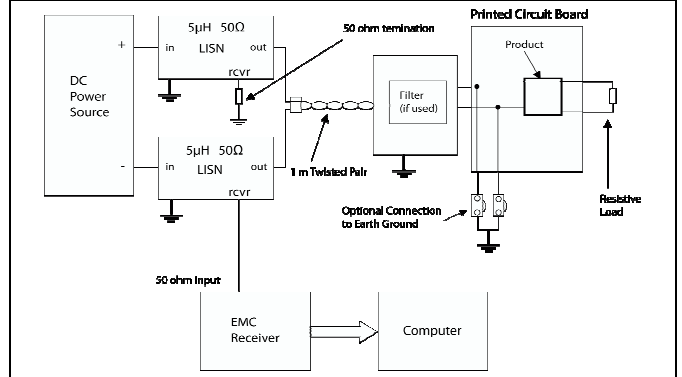 Printed Circuit Board
5μH 50Ω
LISN
in
out
rcvr
50 ohm temination
+
DC
Power
Source
-
Product
Filter
(if used)
5μH 50Ω
LISN
in
out
rcvr
1 m Twisted Pair
Optional Connection
to Earth Ground
Resistive
Load
50 ohm input
EMC
Receiver
Computer